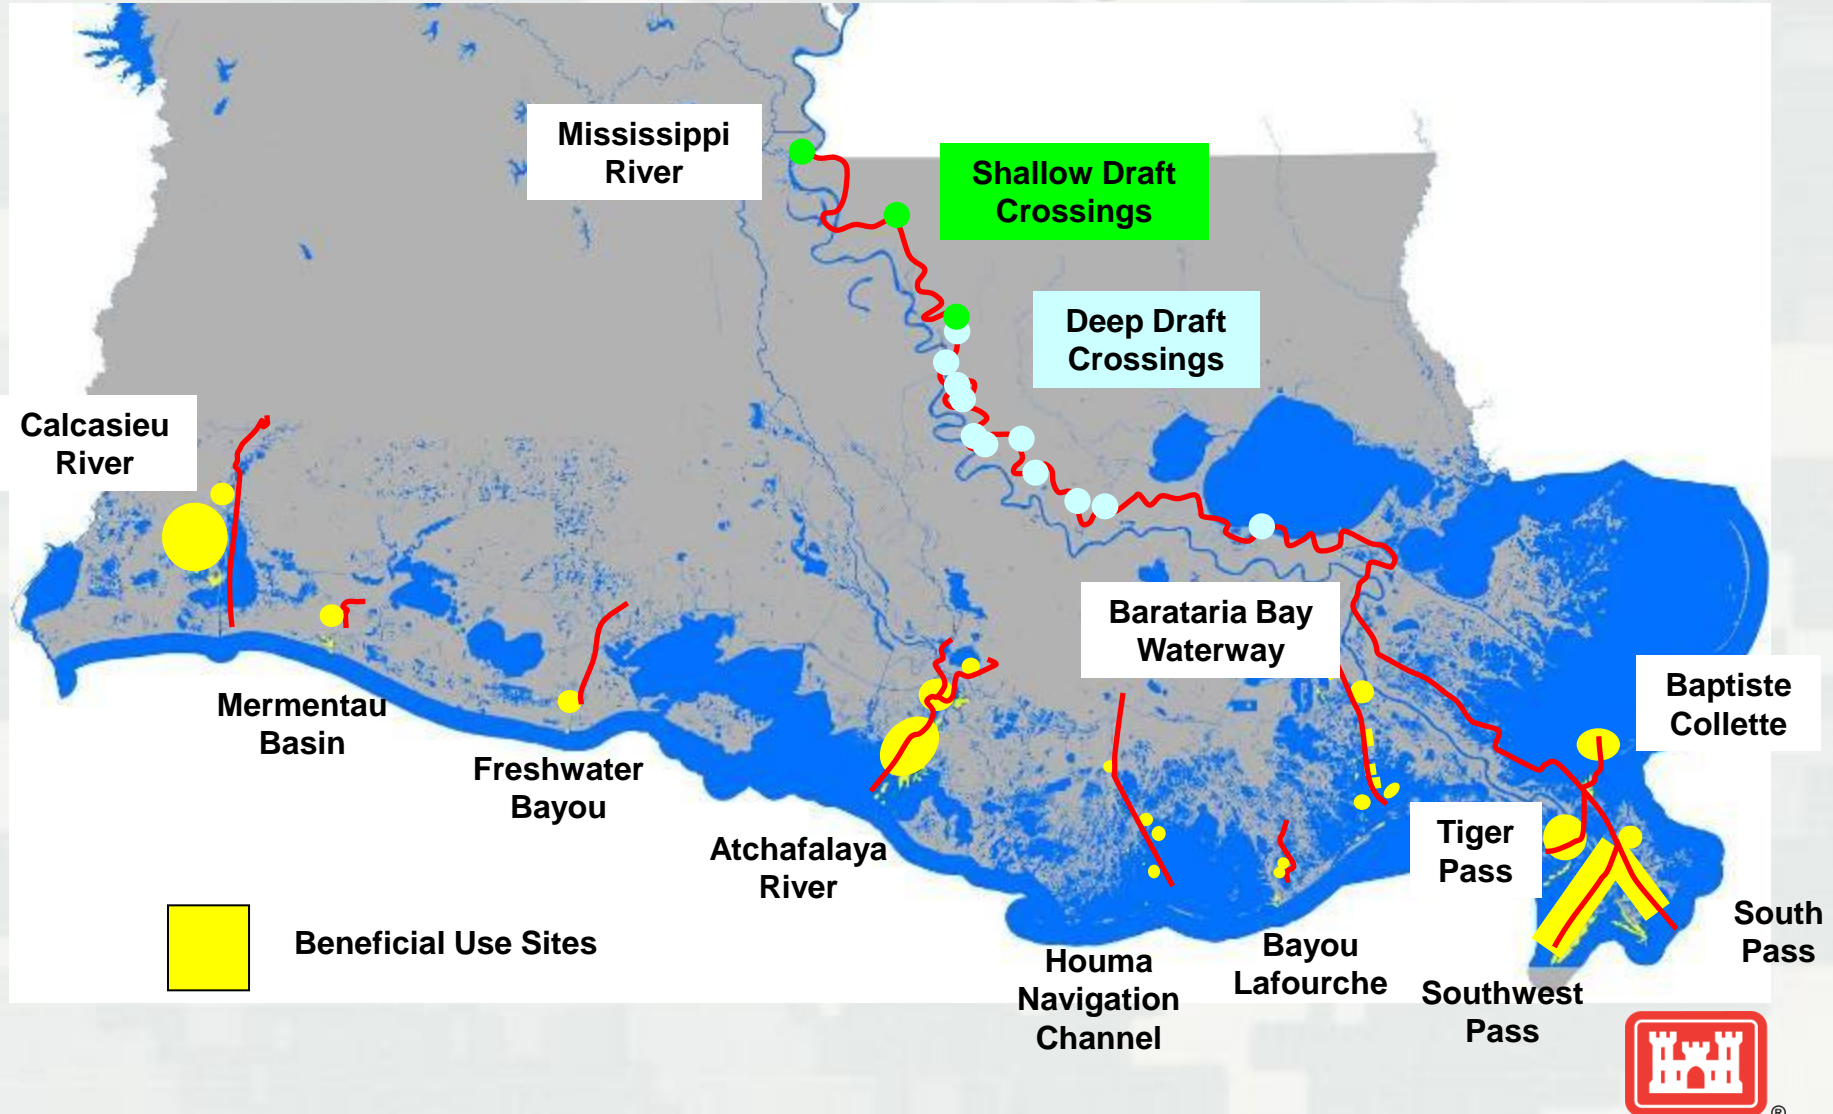 Mississippi
River
Shallow Draft
Crossings
Deep Draft
Crossings
Calcasieu
River
Barataria Bay
Waterway
Baptiste
Collette
Mermentau
Basin
Freshwater
Bayou
Atchafalaya
River
Tiger
Pass
South
Pass
Beneficial Use Sites
Houma
Navigation
Channel
Bayou
Lafourche
Southwest
Pass
®